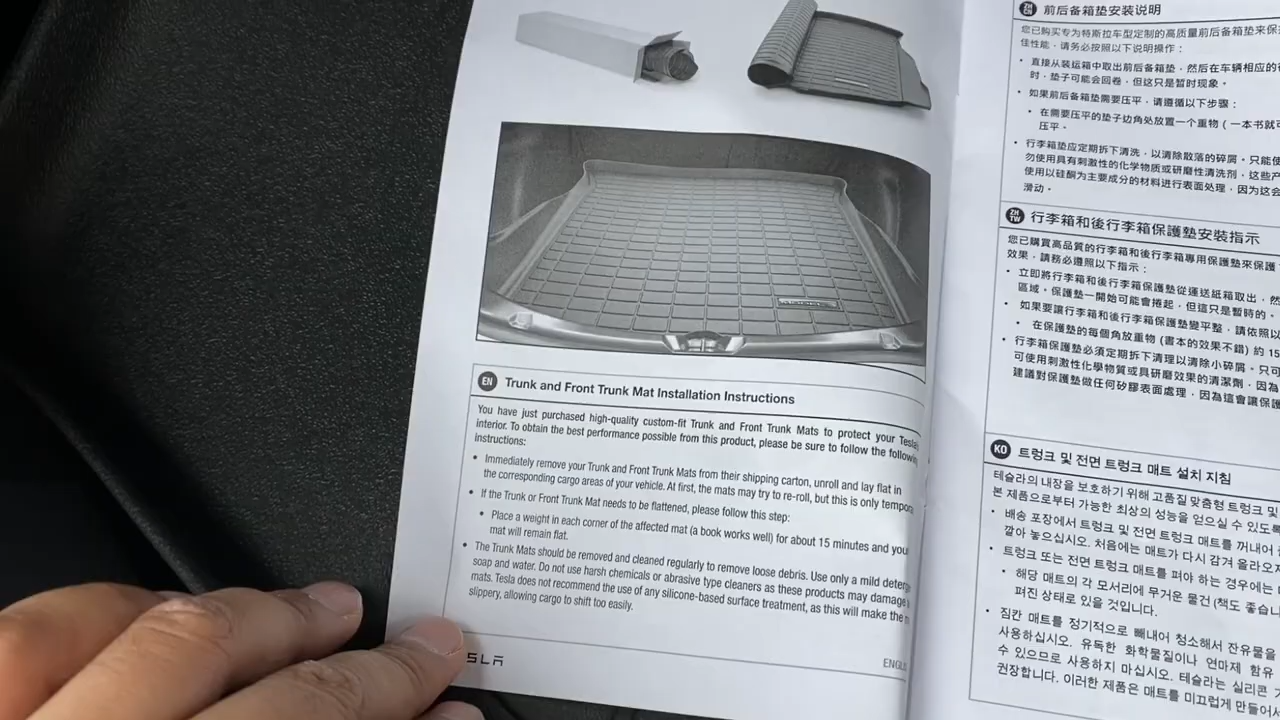 EN Trunk and Front Trunk Mat Installation Instructions
You have just purchased high-quality custom-fit Trunk and Front Trunk Mats to protect your
interior. To obtain the best performance possible from this product, please be sure to follow the
instructions:
• Immediately remove your Trunk and Front Trunk Mats from their shipping carton, unroll and lay flat in
the corresponding cargo areas of your vehicle. At first, the mats may try to re-roll, but this is only
• If the Trunk or Front Trunk Mat needs to be flattened, please follow this step:
• Place a weight in each corner of the affected mat (a book works well) for about 15 minutes and
mat will remain flat.
• The Trunk Mats should be removed and cleaned regularly to remove loose debris. Use only a mild
soap and water. Do not use harsh chemicals or abrasive type cleaners as these products may damage
mats. Tesla does not recommend the use of any silicone-based surface treatment, as this will make the
slippery, allowing cargo to shift too easily.
ZH CN 前后备箱垫安装说明
您已购买专为特斯拉车型定制的高质量前后备箱垫来保
佳性能，请务必按照以下说明操作：
• 直接从装运箱中取出前后备箱垫，然后在车辆相应的
时，垫子可能会回卷，但这只是暂时现象。
• 如果前后备箱垫需要压平，请遵循以下步骤：
• 在需要压平的垫子边角处放置一个重物（一本书就可
压平。
• 行李箱垫应定期拆下清洗，以清除散落的碎屑。只能使
勿使用具有刺激性的化学物质或研磨性清洗剂，这些产
使用以硅酮为主要成分的材料进行表面处理，因为这会
滑动。
ZH TW 行李箱和後行李箱保護墊安裝指示
您已購買高品質的行李箱和後行李箱專用保護墊來保護
效果，請務必遵照以下指示：
• 立即將行李箱和後行李箱保護墊從運送紙箱取出，然
區域。保護墊一開始可能會捲起，但這只是暫時的。
• 如果要讓行李箱和後行李箱保護墊變平整，請依照以
• 在保護墊的每個角放重物 (書本的效果不錯) 約 15
• 行李箱保護墊必須定期拆下清理以清除小碎屑。只可
可使用刺激性化學物質或具研磨效果的清潔劑，因為
建議對保護墊做任何矽膠表面處理，因為這會讓保護
KO 트렁크 및 전면 트렁크 매트 설치 지침
테슬라의 내장을 보호하기 위해 고품질 맞춤형 트렁크 및
본 제품으로부터 가능한 최상의 성능을 얻으실 수 있도록
• 배송 포장에서 트렁크 및 전면 트렁크 매트를 꺼내어
깔아 놓으십시오. 처음에는 매트가 다시 감겨 올라오지
• 트렁크 또는 전면 트렁크 매트를 펴야 하는 경우에는
• 해당 매트의 각 모서리에 무거운 물건 (책도 좋습니
펴진 상태로 있을 것입니다.
• 짐칸 매트를 정기적으로 빼내어 청소해서 잔유물을
사용하십시오. 유독한 화학물질이나 연마제 함유
수 있으므로 사용하지 마십시오. 테슬라는 실리콘
권장합니다. 이러한 제품은 매트를 미끄럽게 만들어서